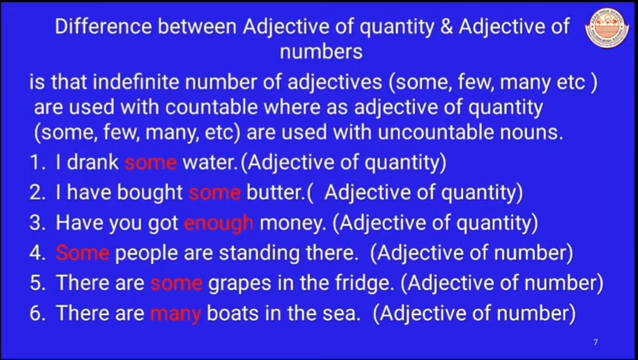 Difference between Adjective of quantity & Adjective of
numbers
is that indefinite number of adjectives (some, few, many etc )
are used with countable where as adjective of quantity
(some, few, many, etc) are used with uncountable nouns.
1. I drank some water.(Adjective of quantity)
2. I have bought some butter.( Adjective of quantity)
3. Have you got enough money. (Adjective of quantity)
4. Some people are standing there. (Adjective of number)
5. There are some grapes in the fridge. (Adjective of number)
6. There are many boats in the sea. (Adjective of number)
7